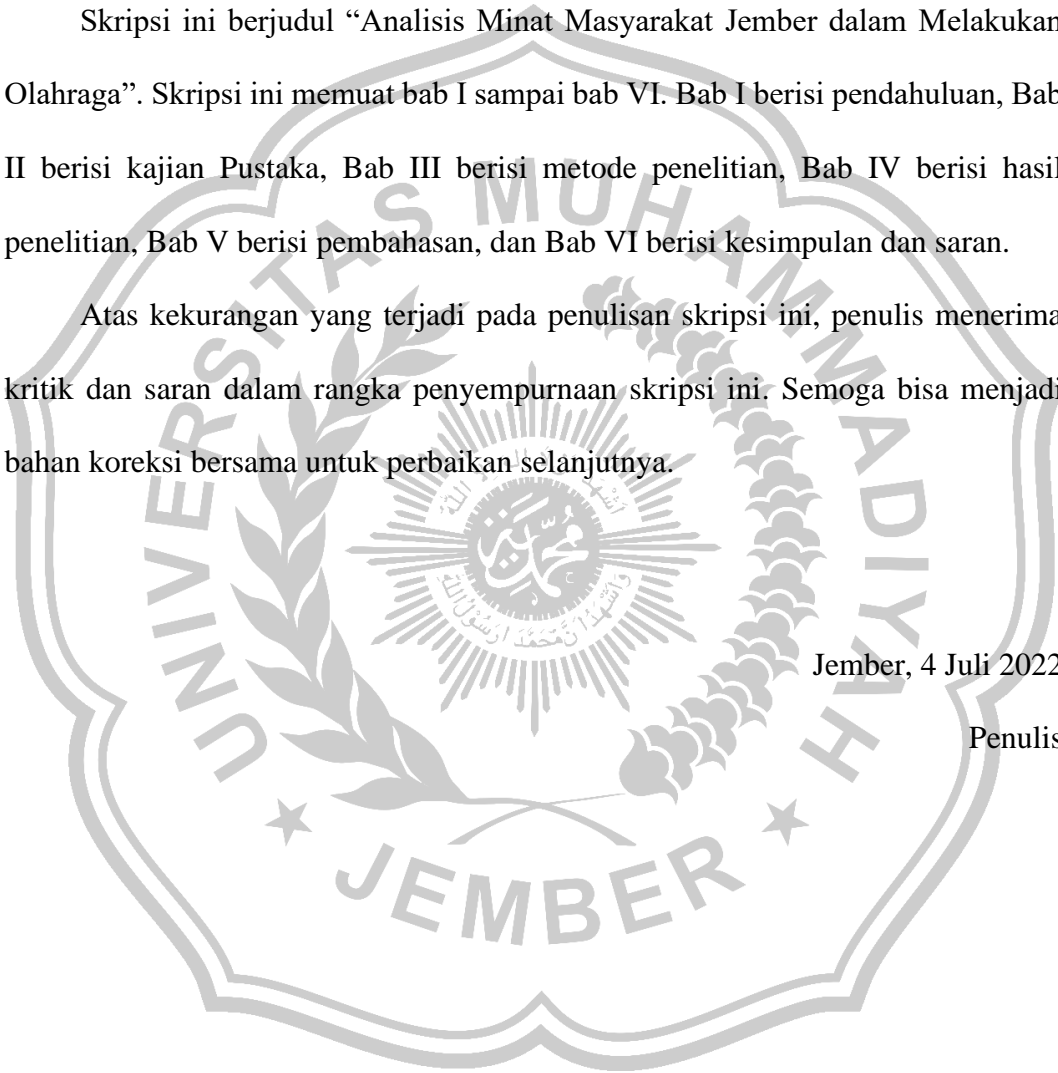 Skripsi ini berjudul “Analisis Minat Masyarakat Jember dalam Melakukan
Olahraga”. Skripsi ini memuat bab I sampai bab VI. Bab I berisi pendahuluan, Bab
II berisi kajian Pustaka, Bab III berisi metode penelitian, Bab IV berisi hasil
penelitian, Bab V berisi pembahasan, dan Bab VI berisi kesimpulan dan saran.
Atas kekurangan yang terjadi pada penulisan skripsi ini, penulis menerima
kritik dan saran dalam rangka penyempurnaan skripsi ini. Semoga bisa menjadi
bahan koreksi bersama untuk perbaikan selanjutnya.
Jember, 4 Juli 2022
Penulis
UNIVERSITAS MUHAMMADIYAH
JEMBER